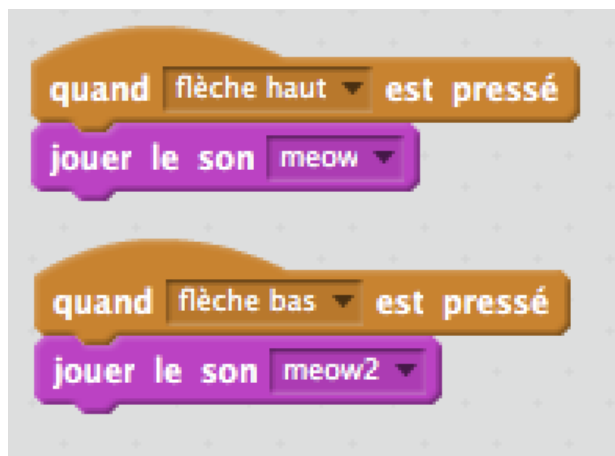 quand flèche haut est pressé
jouer le son meow
quand flèche bas est pressé
jouer le son meow2